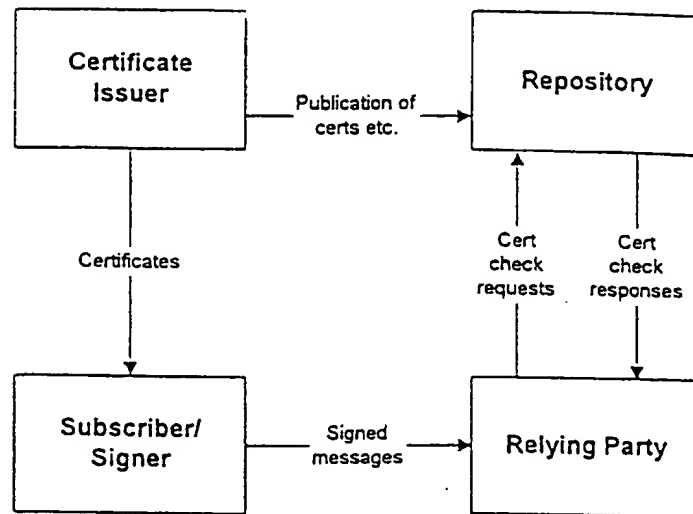 Certificate
Issuer
Repository
Publication of
certs etc.
Certificates
Cert
check
requests
Cert
check
responses
Subscriber/
Signer
Signed
messages
Relying Party